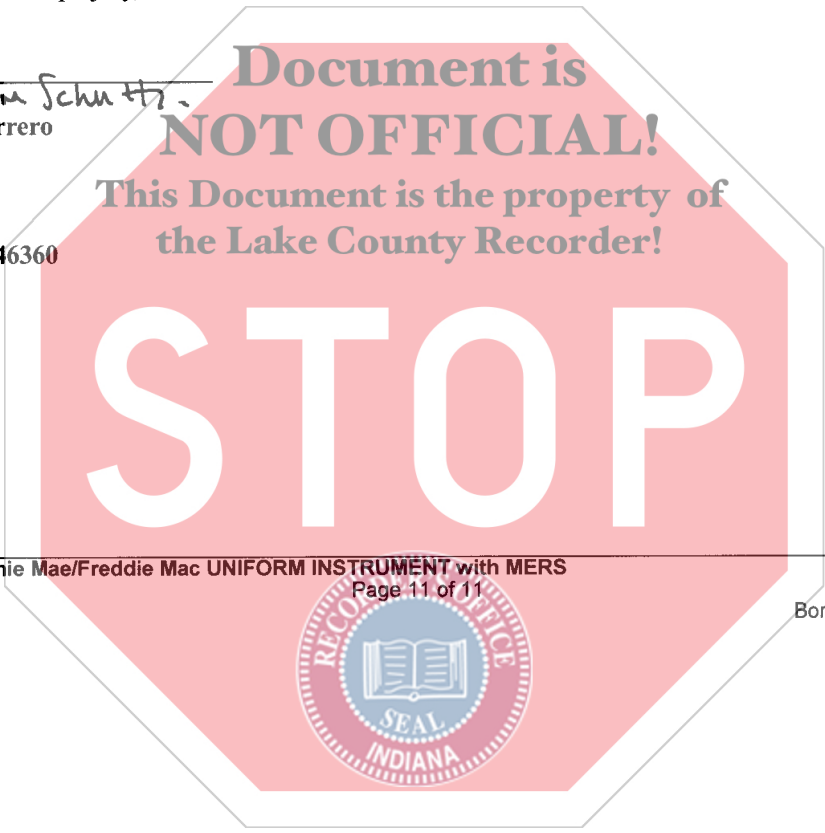 Document is
NOT OFFICIAL!
This Document is the property of
the Lake County Recorder!
rrero
46360
STOP
nie Mae/Freddie Mac UNIFORM INSTRUMENT with MERS
Page 11 of 11
Bor
RECORDER'S OFFICE
SEAL
INDIANA